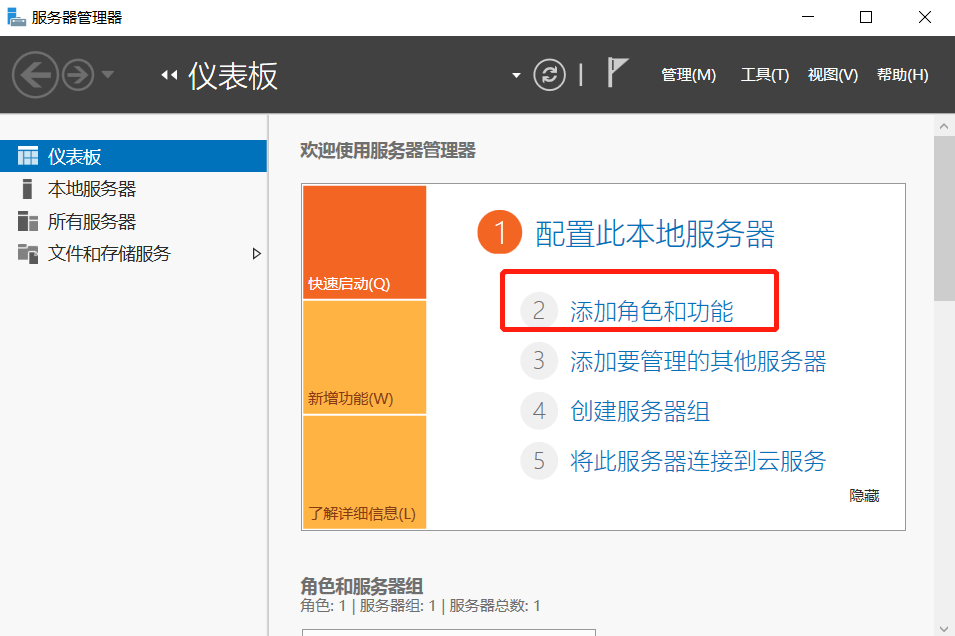 服务器管理器
仪表板
管理(M) 工具(T) 视图(V) 帮助(H)
仪表板
本地服务器
所有服务器
文件和存储服务
欢迎使用服务器管理器
快速启动(Q)
新增功能(W)
了解详细信息(L)
1 配置此本地服务器
2 添加角色和功能
3 添加要管理的其他服务器
4 创建服务器组
5 将此服务器连接到云服务
隐藏
角色和服务器组
角色: 1 | 服务器组: 1 | 服务器总数: 1